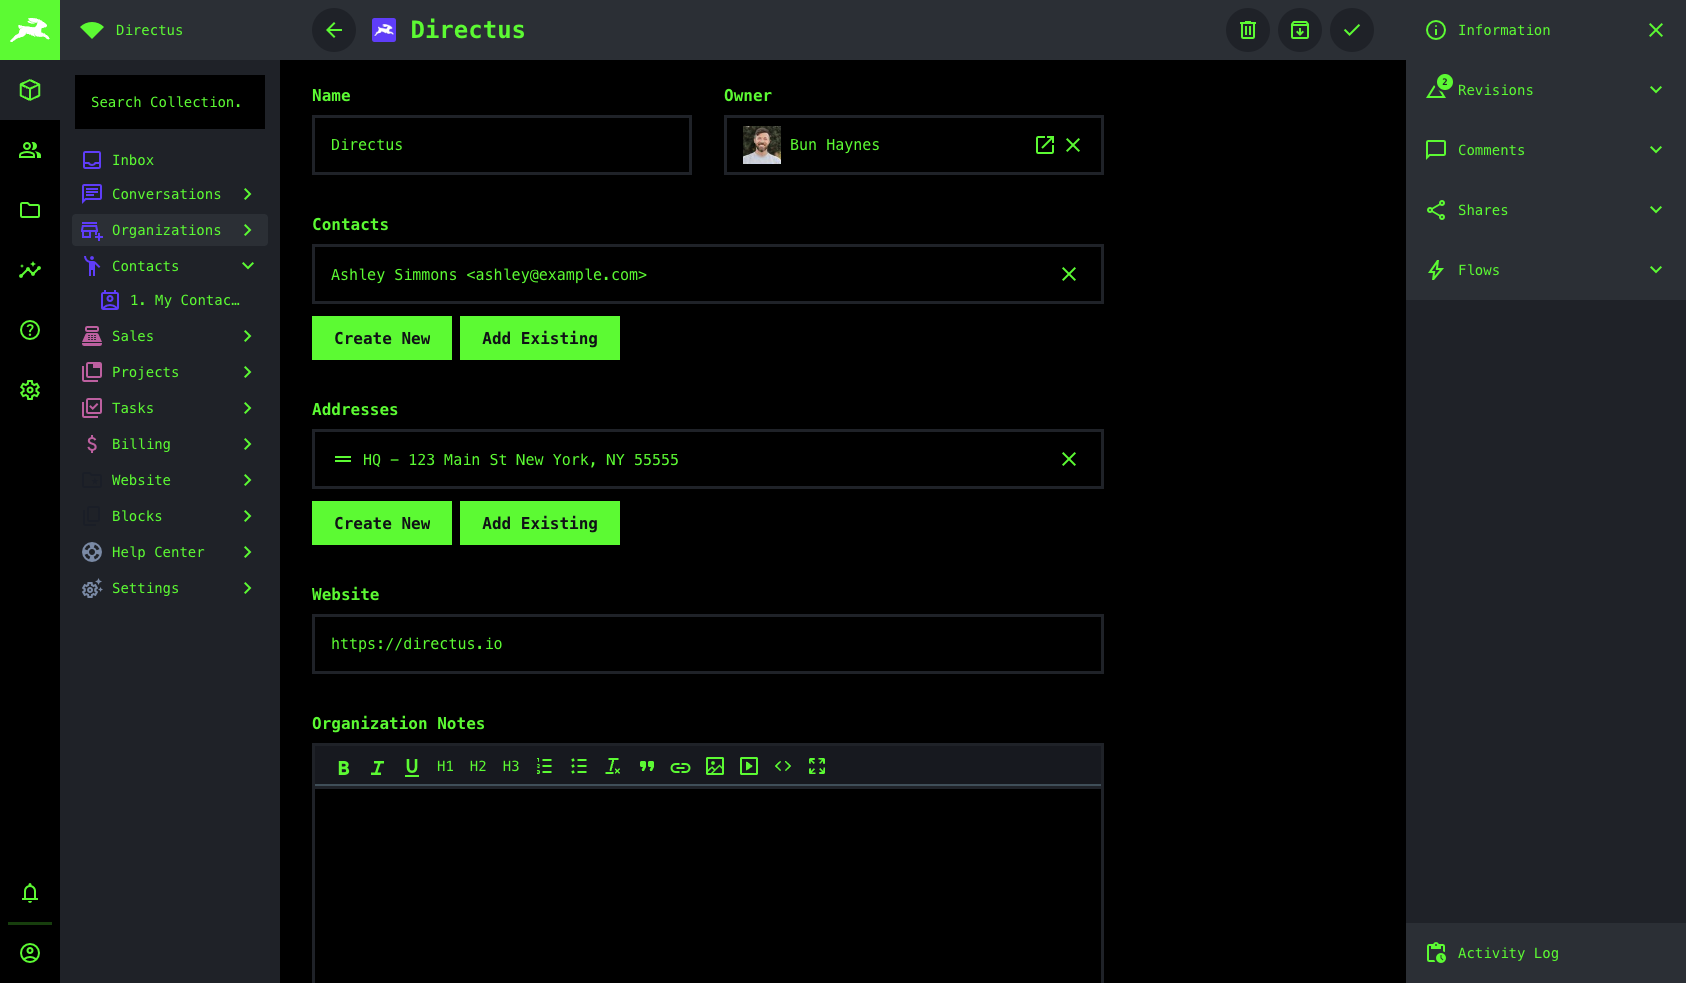 Directus
Search Collection.
Inbox
Conversations
Organizations
Contacts
1. My Contac…
Sales
Projects
Tasks
Billing
Website
Blocks
Help Center
Settings
Directus
Name
Directus
Owner
Bun Haynes
Contacts
Ashley Simmons <ashley@example.com>
Create New
Add Existing
Addresses
HQ – 123 Main St New York, NY 55555
Create New
Add Existing
Website
https://directus.io
Organization Notes
B I U H1 H2 H3
Information
2
Revisions
Comments
Shares
Flows
Activity Log